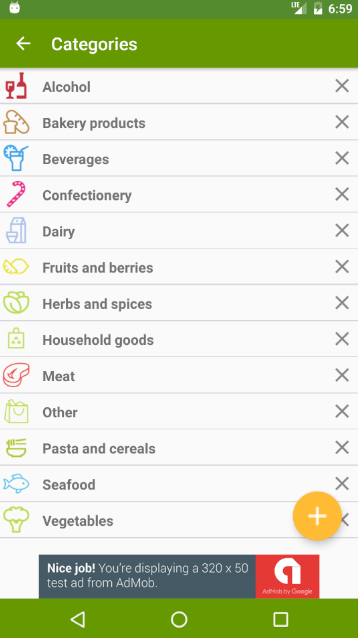 LTE 6:59
Categories
Alcohol
Bakery products
Beverages
Confectionery
Dairy
Fruits and berries
Herbs and spices
Household goods
Meat
Other
Pasta and cereals
Seafood
Vegetables
Nice job! You're displaying a 320 x 50
test ad from AdMob.
AdMob by Google